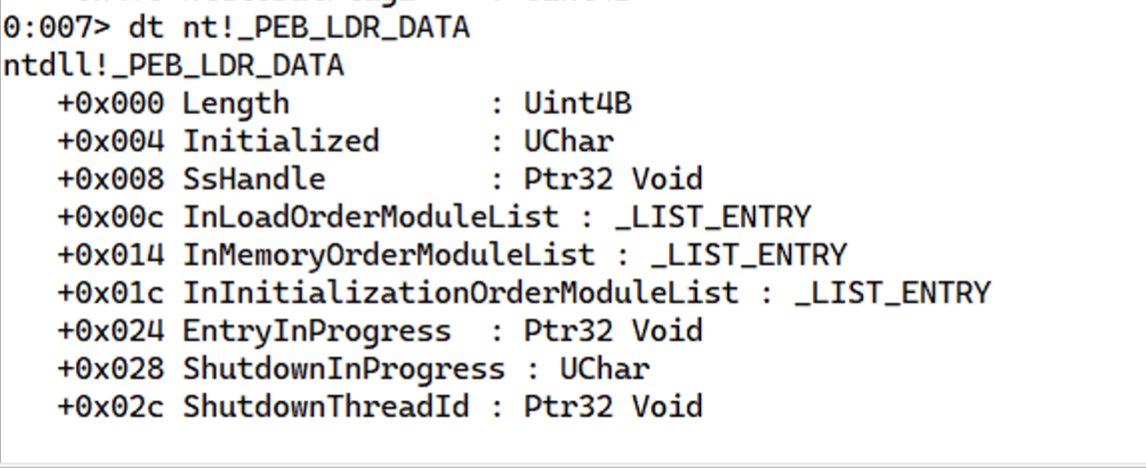 0:007> dt nt!_PEB_LDR_DATA
ntdll!_PEB_LDR_DATA
   +0x000 Length           : Uint4B
   +0x004 Initialized      : UChar
   +0x008 SsHandle         : Ptr32 Void
   +0x00c InLoadOrderModuleList : _LIST_ENTRY
   +0x014 InMemoryOrderModuleList : _LIST_ENTRY
   +0x01c InInitializationOrderModuleList : _LIST_ENTRY
   +0x024 EntryInProgress  : Ptr32 Void
   +0x028 ShutdownInProgress : UChar
   +0x02c ShutdownThreadId : Ptr32 Void